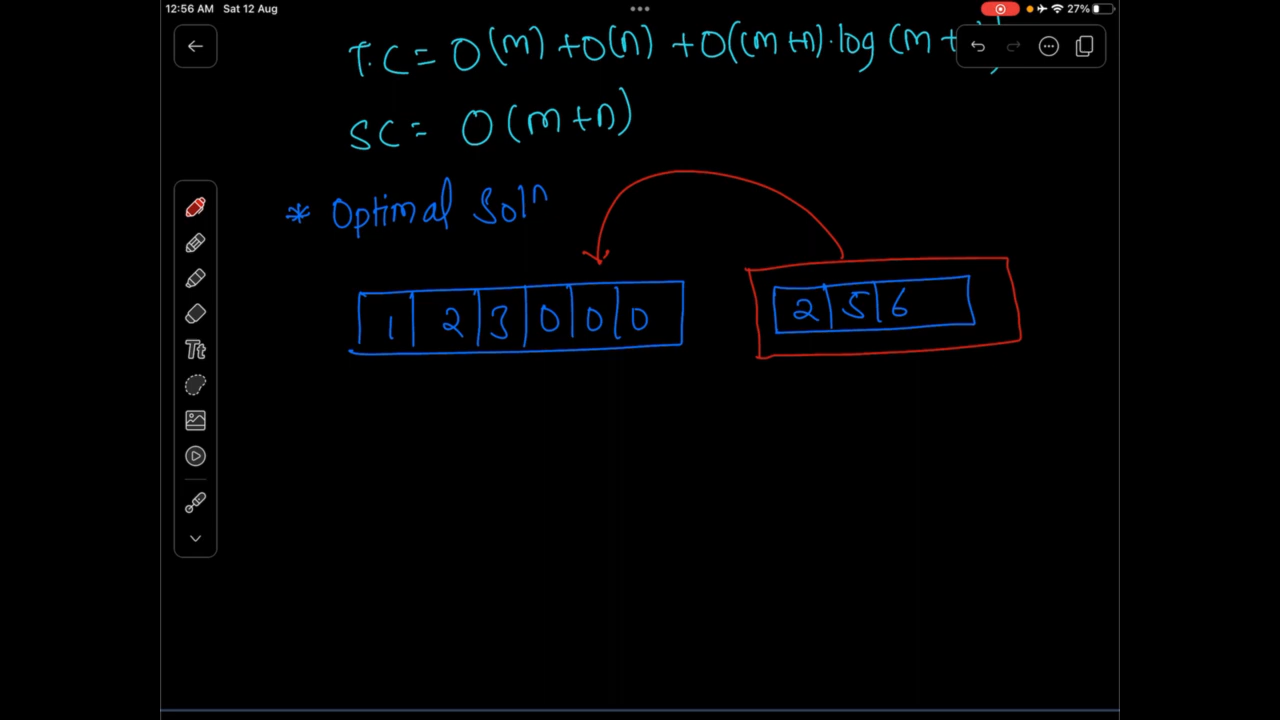 12:56 AM Sat 12 Aug
27%
T.C = O(m) + O(n) + O((m+n)·log(m+
SC = O(m+n)
* Optimal Solⁿ
1 2 3 0 0 0
2 5 6
Tt